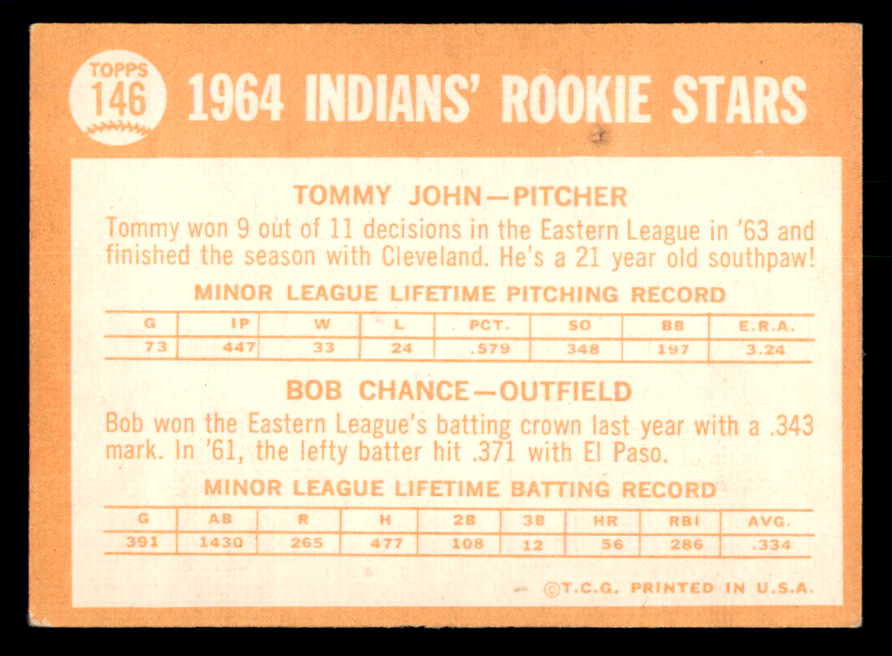 TOPPS
146
1964 INDIANS' ROOKIE STARS
TOMMY JOHN—PITCHER
Tommy won 9 out of 11 decisions in the Eastern League in '63 and
finished the season with Cleveland. He's a 21 year old southpaw!
MINOR LEAGUE LIFETIME PITCHING RECORD
G IP W L PCT. SO BB E.R.A.
73 447 33 24 .579 348 197 3.24
BOB CHANCE—OUTFIELD
Bob won the Eastern League's batting crown last year with a .343
mark. In '61, the lefty batter hit .371 with El Paso.
MINOR LEAGUE LIFETIME BATTING RECORD
G AB R H 2B 3B HR RBI AVG.
391 1430 265 477 108 12 56 286 .334
©T.C.G. PRINTED IN U.S.A.